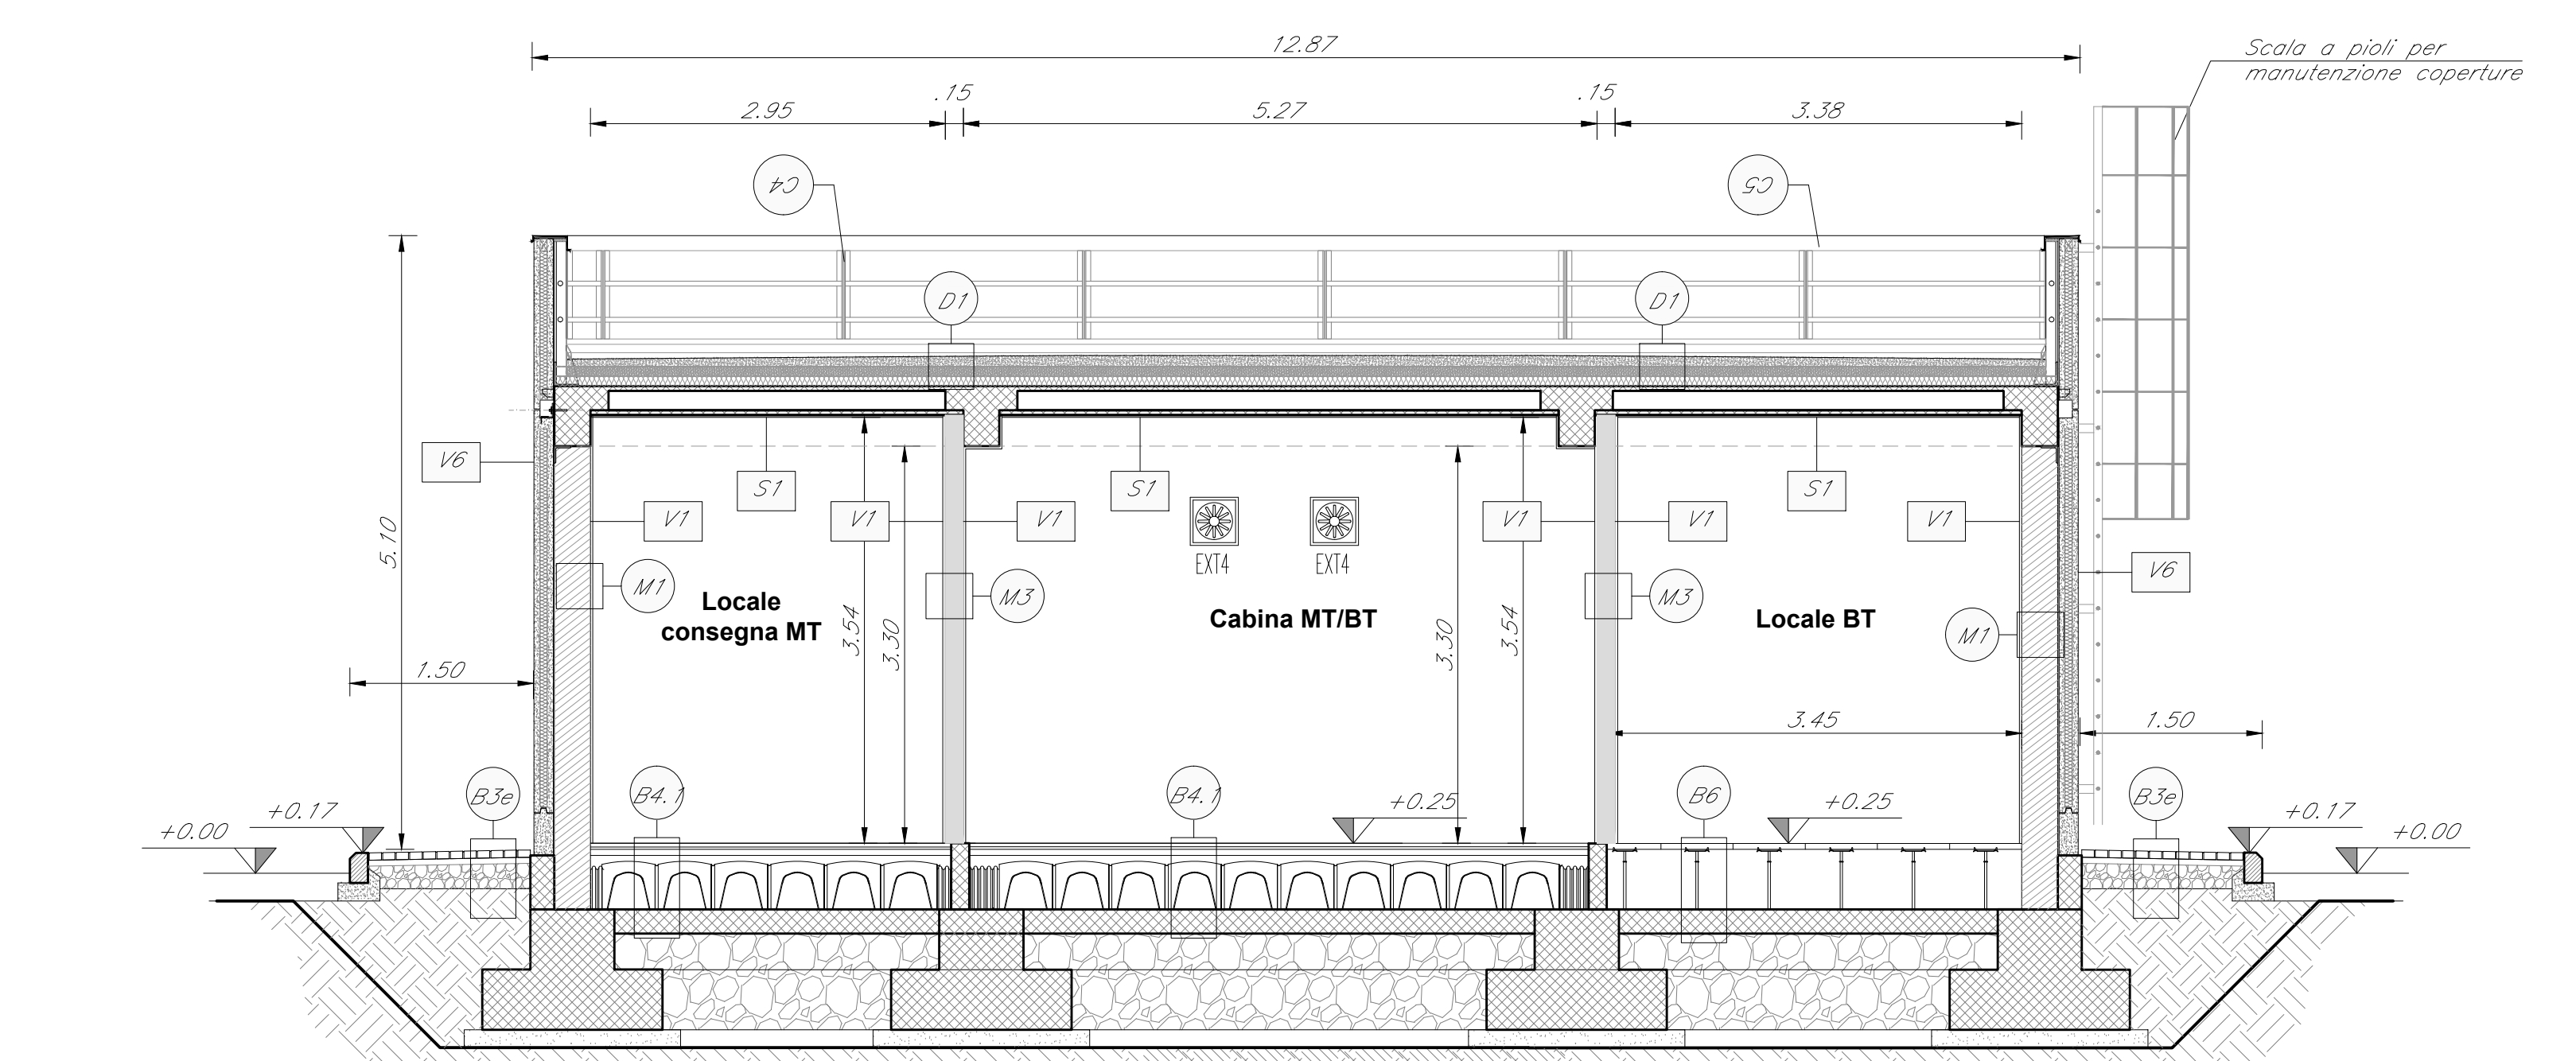 12.87
Scala a pioli per
manutenzione coperture
2.95
.15
5.27
.15
3.38
C4
C5
D1
D1
5.10
V6
S1
S1
S1
V1
V1
V1
V1
V1
V1
EXT4
EXT4
V6
M1
M3
M3
M1
Locale
consegna MT
Cabina MT/BT
Locale BT
3.54
3.30
3.30
3.54
1.50
3.45
1.50
B3e
B4.1
B4.1
B6
B3e
+0.00
+0.17
+0.25
+0.25
+0.17
+0.00